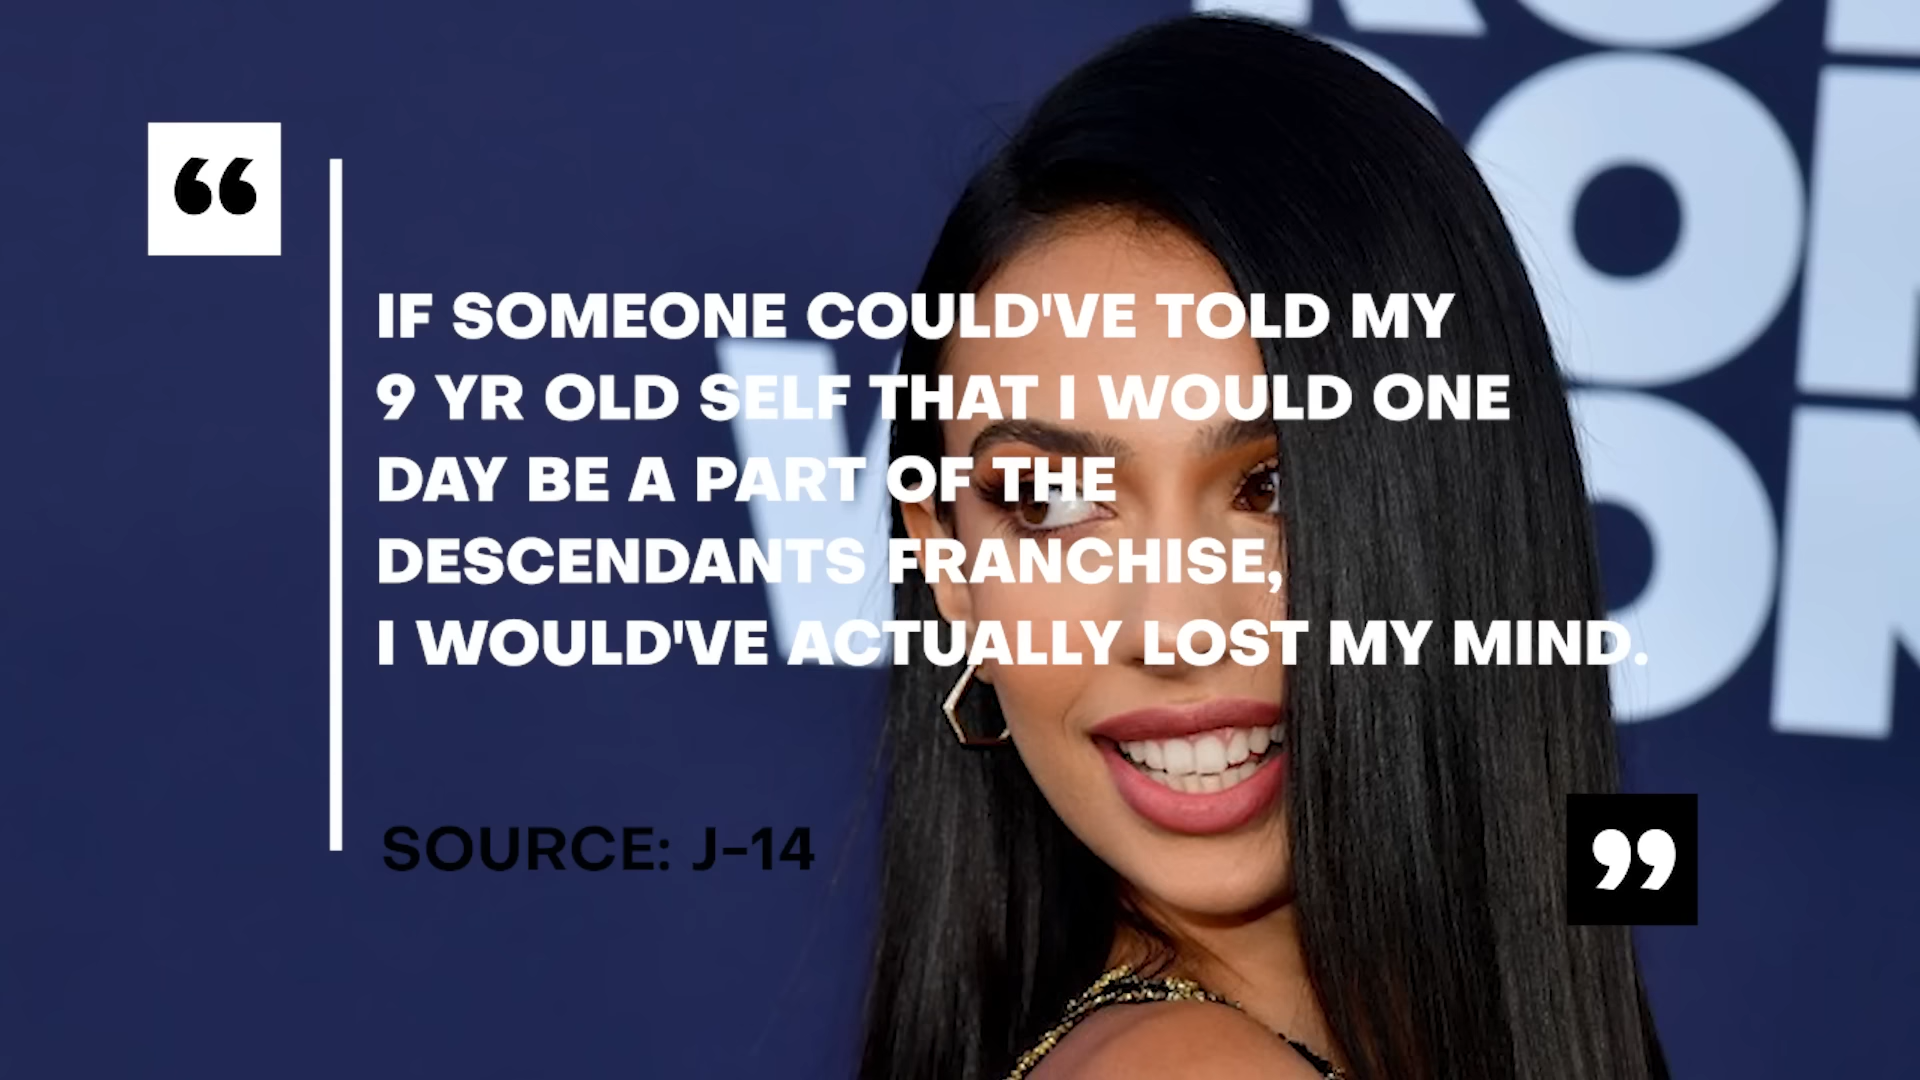 “
IF SOMEONE COULD'VE TOLD MY
9 YR OLD SELF THAT I WOULD ONE
DAY BE A PART OF THE
DESCENDANTS FRANCHISE,
I WOULD'VE ACTUALLY LOST MY MIND.
SOURCE: J-14
”